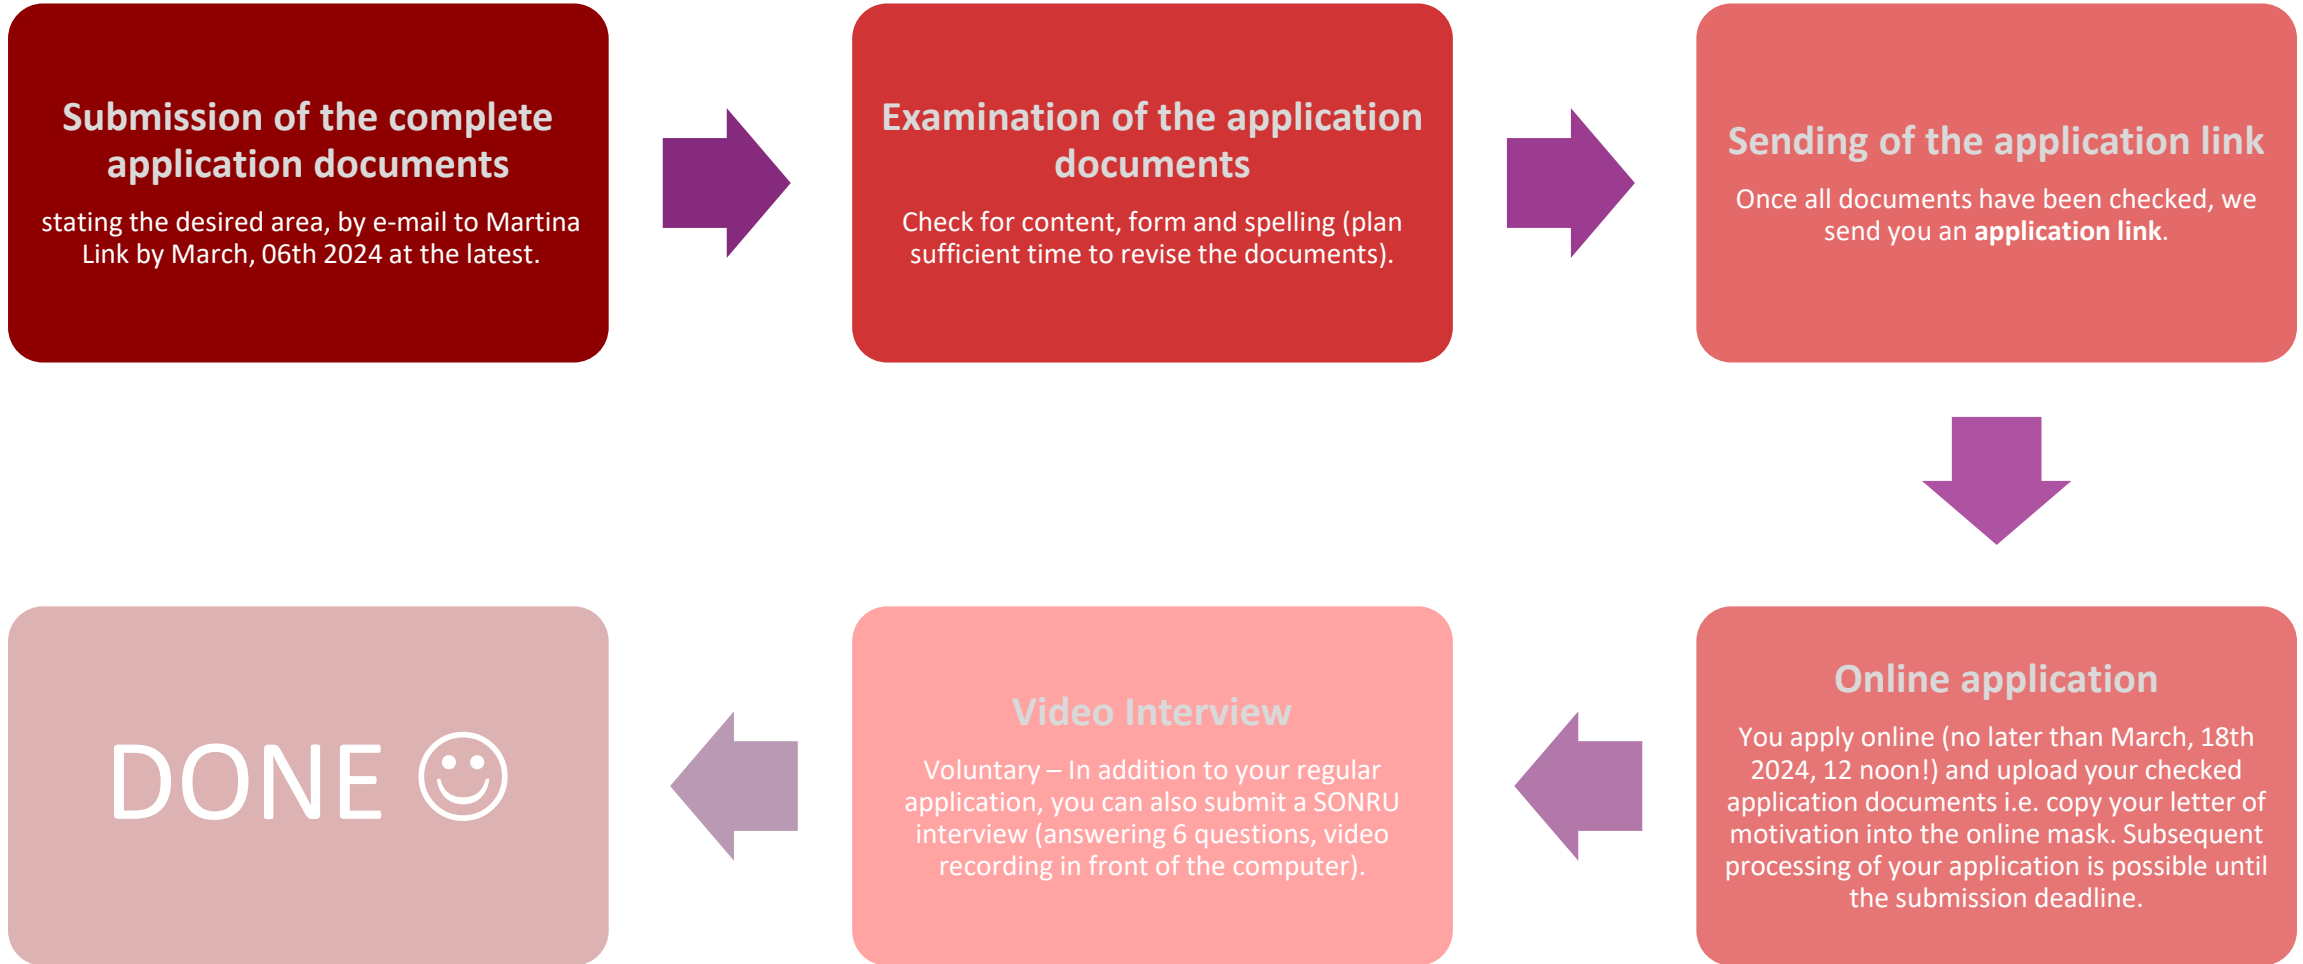 Submission of the complete
application documents
stating the desired area, by e-mail to Martina
Link by March, 06th 2024 at the latest.
Examination of the application
documents
Check for content, form and spelling (plan
sufficient time to revise the documents).
Sending of the application link
Once all documents have been checked, we
send you an application link.
Online application
You apply online (no later than March, 18th
2024, 12 noon!) and upload your checked
application documents i.e. copy your letter of
motivation into the online mask. Subsequent
processing of your application is possible until
the submission deadline.
Video Interview
Voluntary – In addition to your regular
application, you can also submit a SONRU
interview (answering 6 questions, video
recording in front of the computer).
DONE ☺